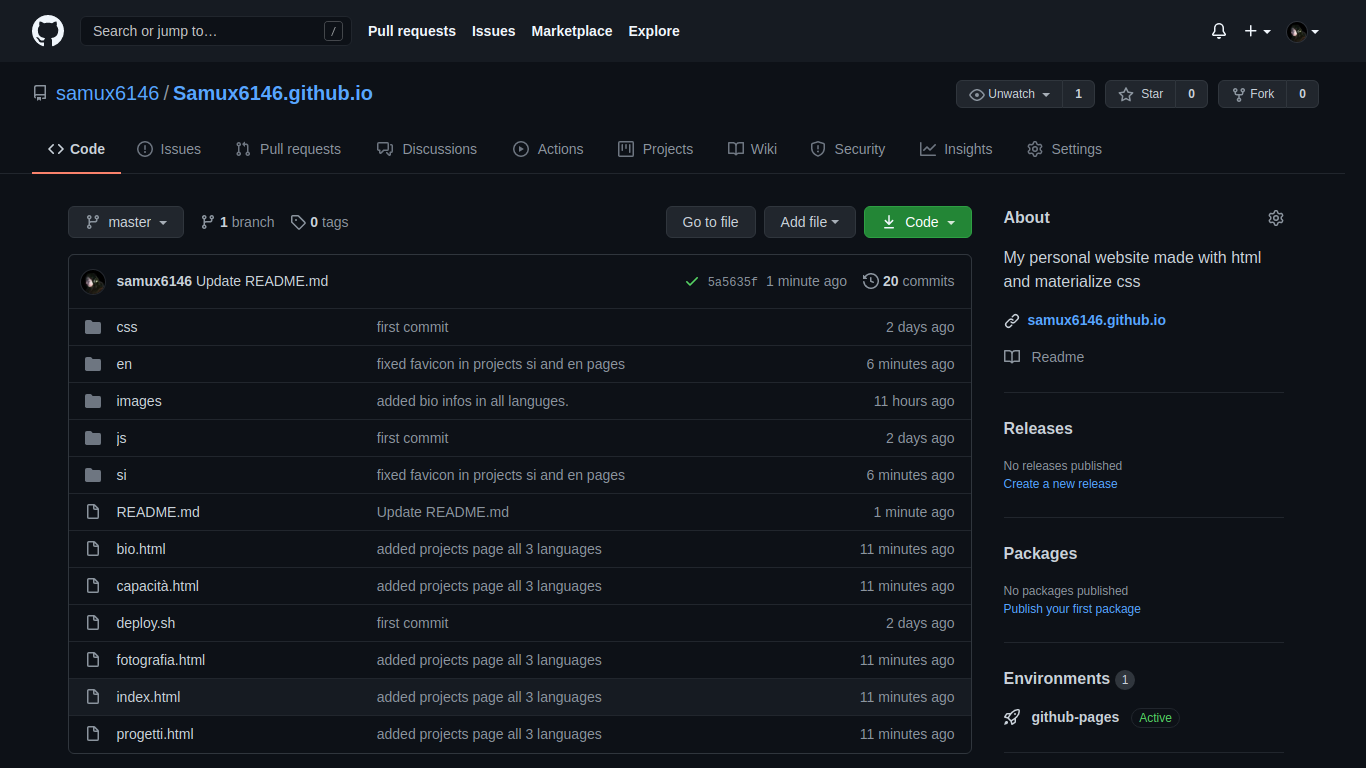 Search or jump to… /
Pull requests Issues Marketplace Explore
samux6146 / Samux6146.github.io
Unwatch 1 Star 0 Fork 0
Code Issues Pull requests Discussions Actions Projects Wiki Security Insights Settings
master 1 branch 0 tags Go to file Add file Code
samux6146 Update README.md 5a5635f 1 minute ago 20 commits
css first commit 2 days ago
en fixed favicon in projects si and en pages 6 minutes ago
images added bio infos in all languges. 11 hours ago
js first commit 2 days ago
si fixed favicon in projects si and en pages 6 minutes ago
README.md Update README.md 1 minute ago
bio.html added projects page all 3 languages 11 minutes ago
capacità.html added projects page all 3 languages 11 minutes ago
deploy.sh first commit 2 days ago
fotografia.html added projects page all 3 languages 11 minutes ago
index.html added projects page all 3 languages 11 minutes ago
progetti.html added projects page all 3 languages 11 minutes ago
About
My personal website made with html
and materialize css
samux6146.github.io
Readme
Releases
No releases published
Create a new release
Packages
No packages published
Publish your first package
Environments 1
github-pages Active